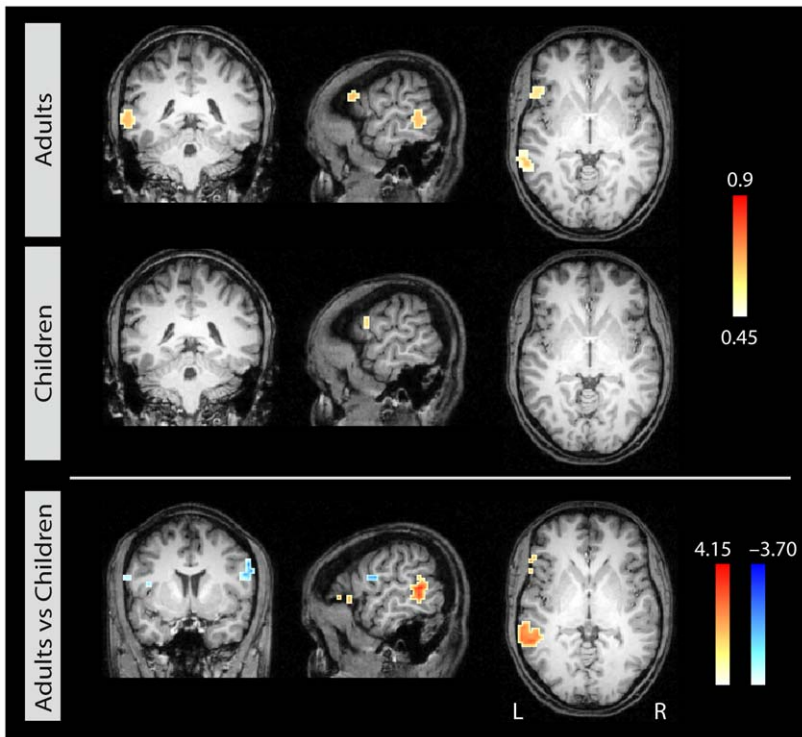 Adults
0.9
0.45
Children
Adults vs Children
4.15 −3.70
L R